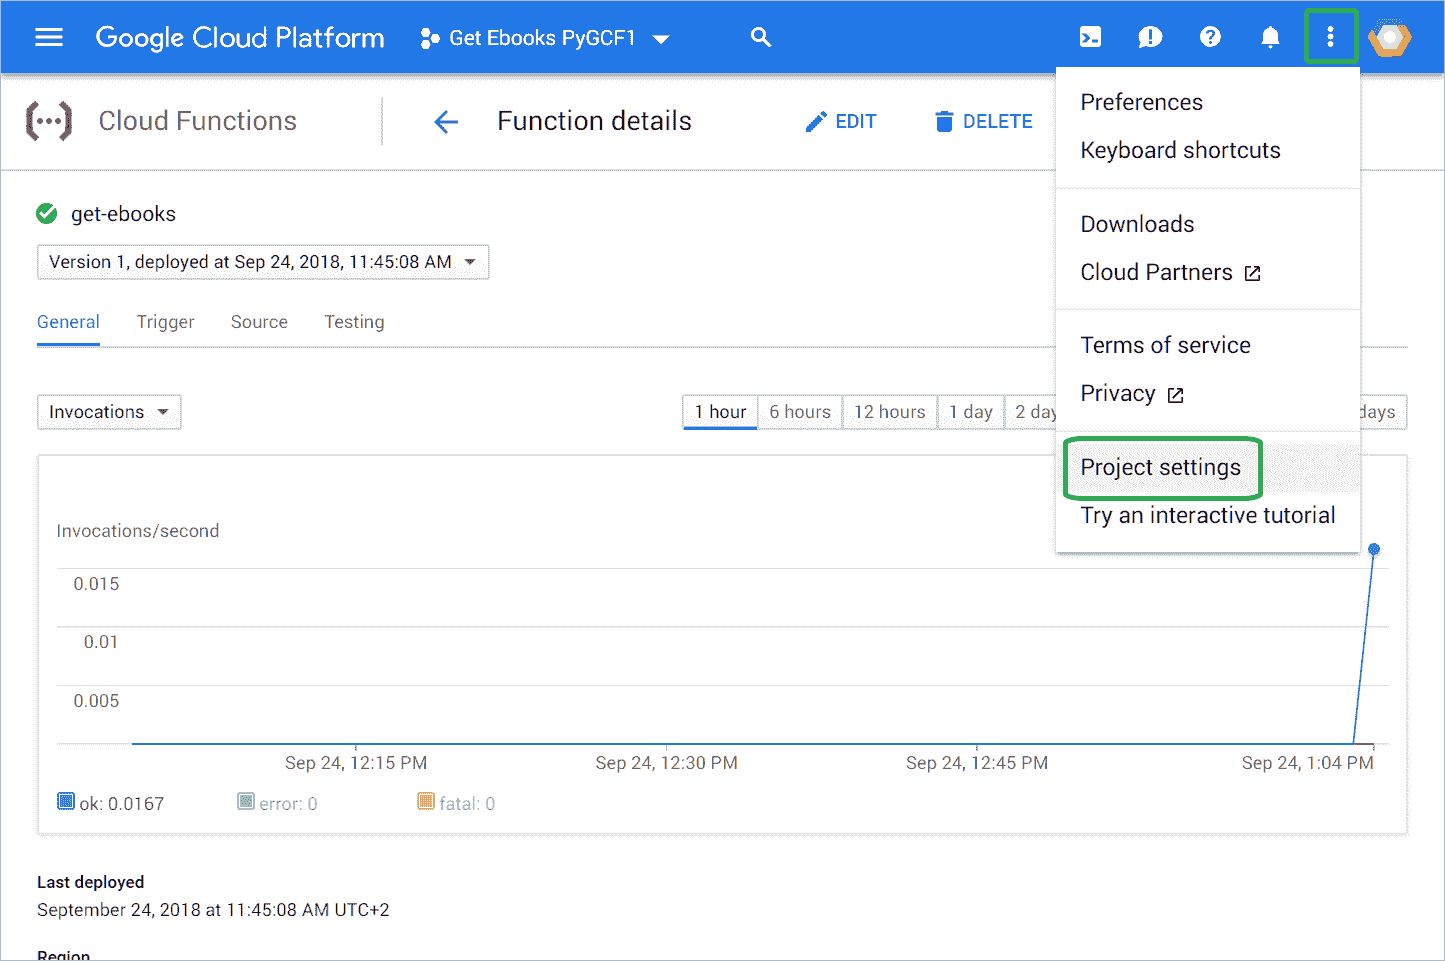 Google Cloud Platform
Get Ebooks PyGCF1
Cloud Functions
Function details
EDIT
DELETE
Preferences
Keyboard shortcuts
Downloads
Cloud Partners
Terms of service
Privacy
Project settings
Try an interactive tutorial
get-ebooks
Version 1, deployed at Sep 24, 2018, 11:45:08 AM
General Trigger Source Testing
Invocations
1 hour 6 hours 12 hours 1 day 2 day days
Invocations/second
0.015
0.01
0.005
Sep 24, 12:15 PM Sep 24, 12:30 PM Sep 24, 12:45 PM Sep 24, 1:04 PM
ok: 0.0167 error: 0 fatal: 0
Last deployed
September 24, 2018 at 11:45:08 AM UTC+2
Region